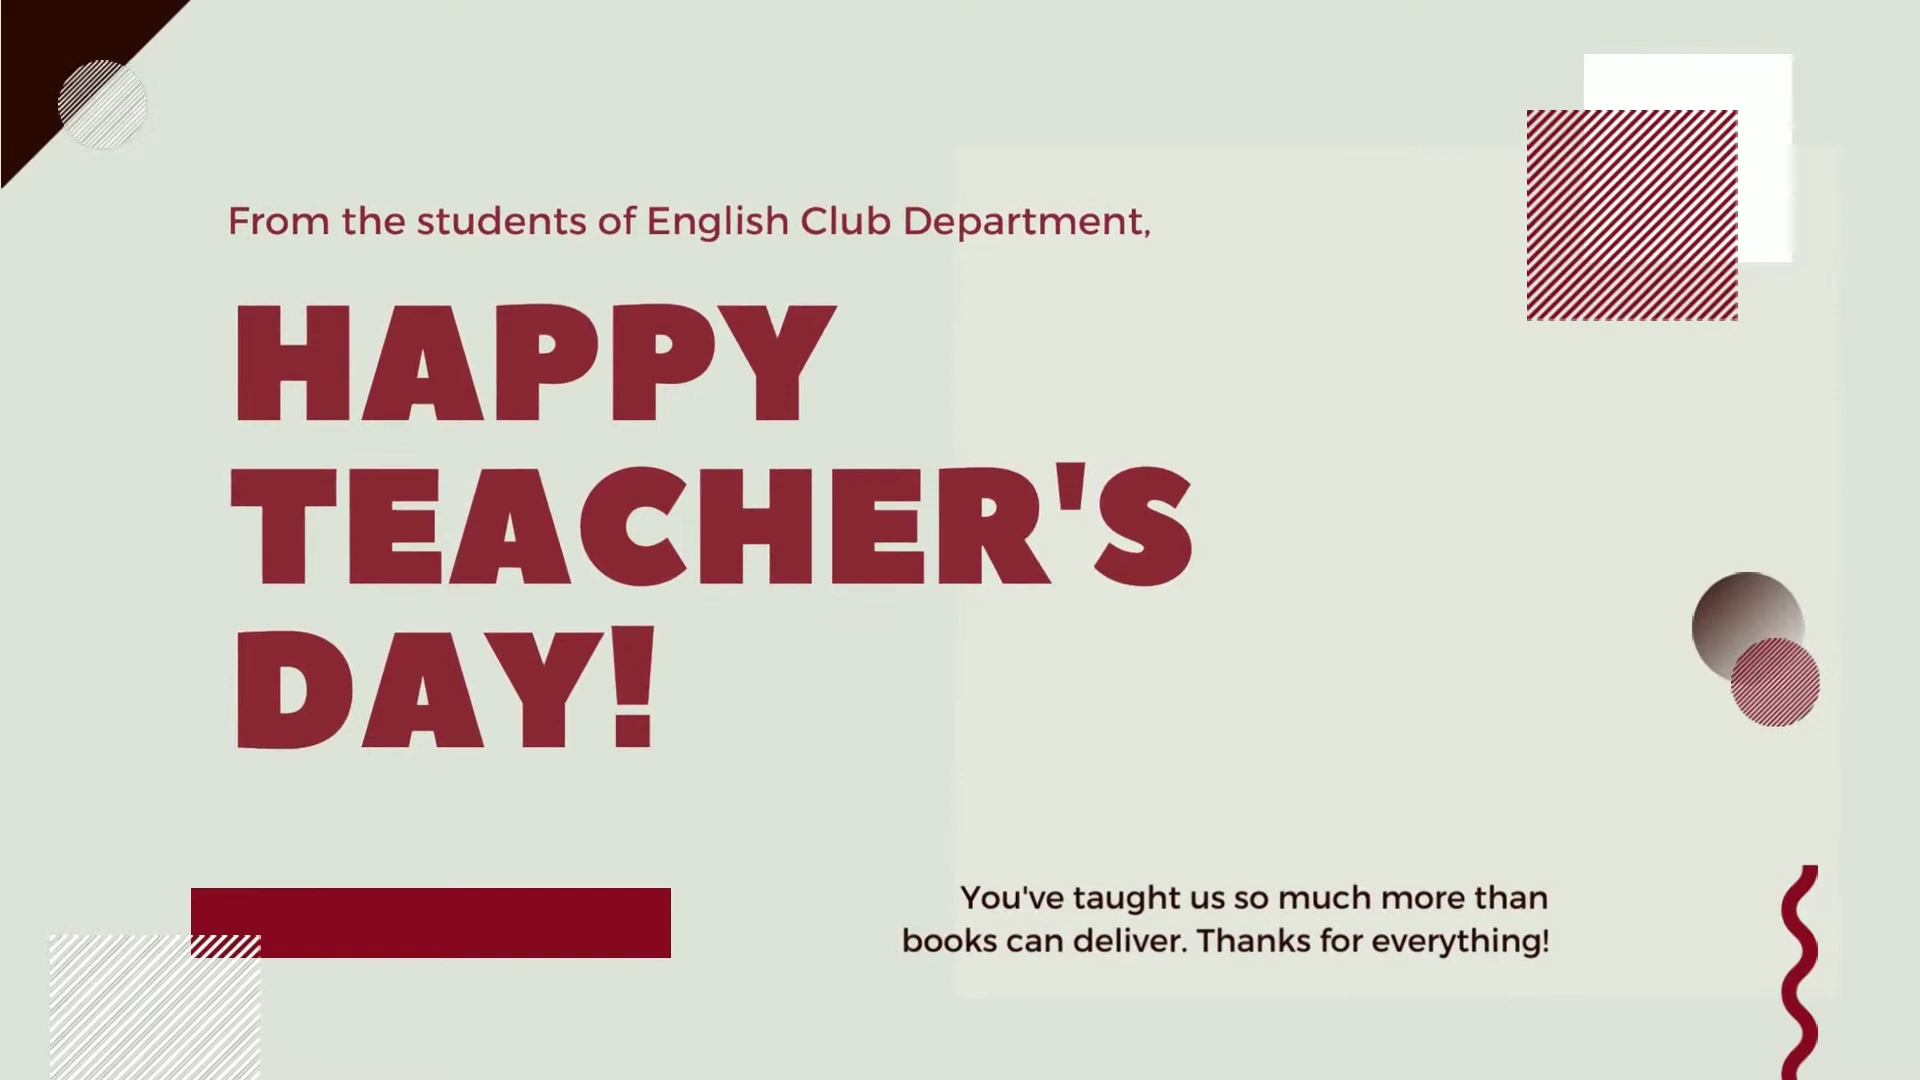 From the students of English Club Department,
HAPPY
TEACHER'S
DAY!
You've taught us so much more than
books can deliver. Thanks for everything!